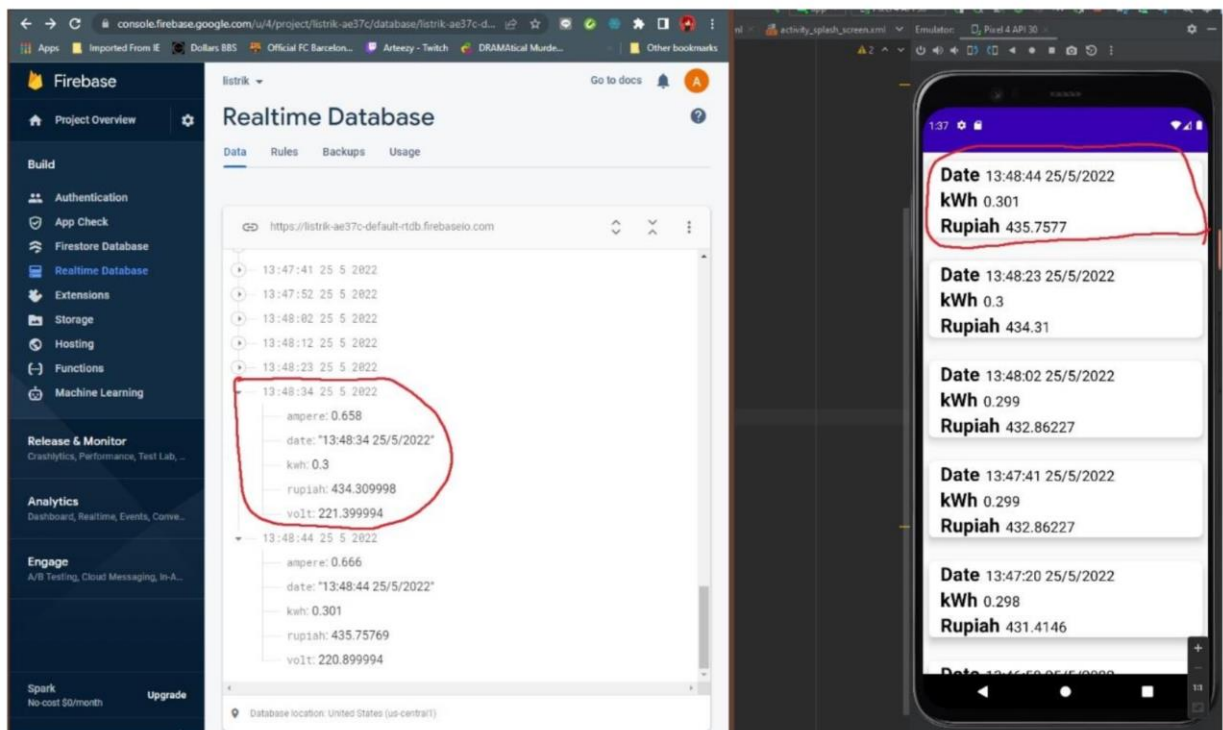 console.firebase.google.com/u/4/project/listrik-ae37c/database/listrik-ae37c-d...
Apps Imported From IE Dollars BBS Official FC Barcelon... Arteezy - Twitch DRAMAtical Murde... Other bookmarks
Firebase
Project Overview
Build
Authentication
App Check
Firestore Database
Realtime Database
Extensions
Storage
Hosting
Functions
Machine Learning
Release & Monitor
Crashlytics, Performance, Test Lab, ...
Analytics
Dashboard, Realtime, Events, Conve...
Engage
A/B Testing, Cloud Messaging, In-A...
Spark
No-cost $0/month
Upgrade
listrik
Go to docs
A
Realtime Database
Data Rules Backups Usage
https://listrik-ae37c-default-rtdb.firebaseio.com
13:47:41 25 5 2022
13:47:52 25 5 2022
13:48:02 25 5 2022
13:48:12 25 5 2022
13:48:23 25 5 2022
13:48:34 25 5 2022
ampere: 0.658
date: "13:48:34 25/5/2022"
kwh: 0.3
rupiah: 434.309998
volt: 221.399994
13:48:44 25 5 2022
ampere: 0.666
date: "13:48:44 25/5/2022"
kwh: 0.301
rupiah: 435.75769
volt: 220.899994
Database location: United States (us-central1)
activity_splash_screen.xml
Emulator: Pixel 4 API 30
2
1:37
Date 13:48:44 25/5/2022
kWh 0.301
Rupiah 435.7577
Date 13:48:23 25/5/2022
kWh 0.3
Rupiah 434.31
Date 13:48:02 25/5/2022
kWh 0.299
Rupiah 432.86227
Date 13:47:41 25/5/2022
kWh 0.299
Rupiah 432.86227
Date 13:47:20 25/5/2022
kWh 0.298
Rupiah 431.4146
1:1